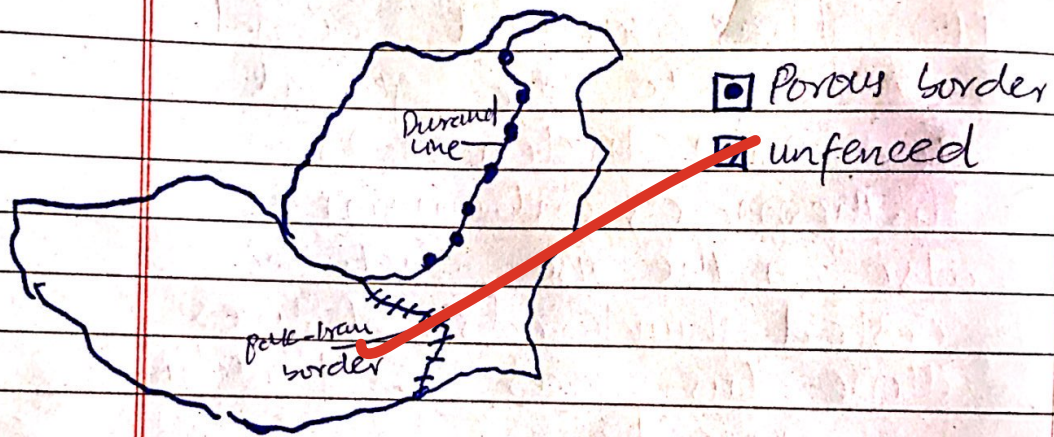 Durand
Line
Porous border
unfenced
Pak-Iran
border